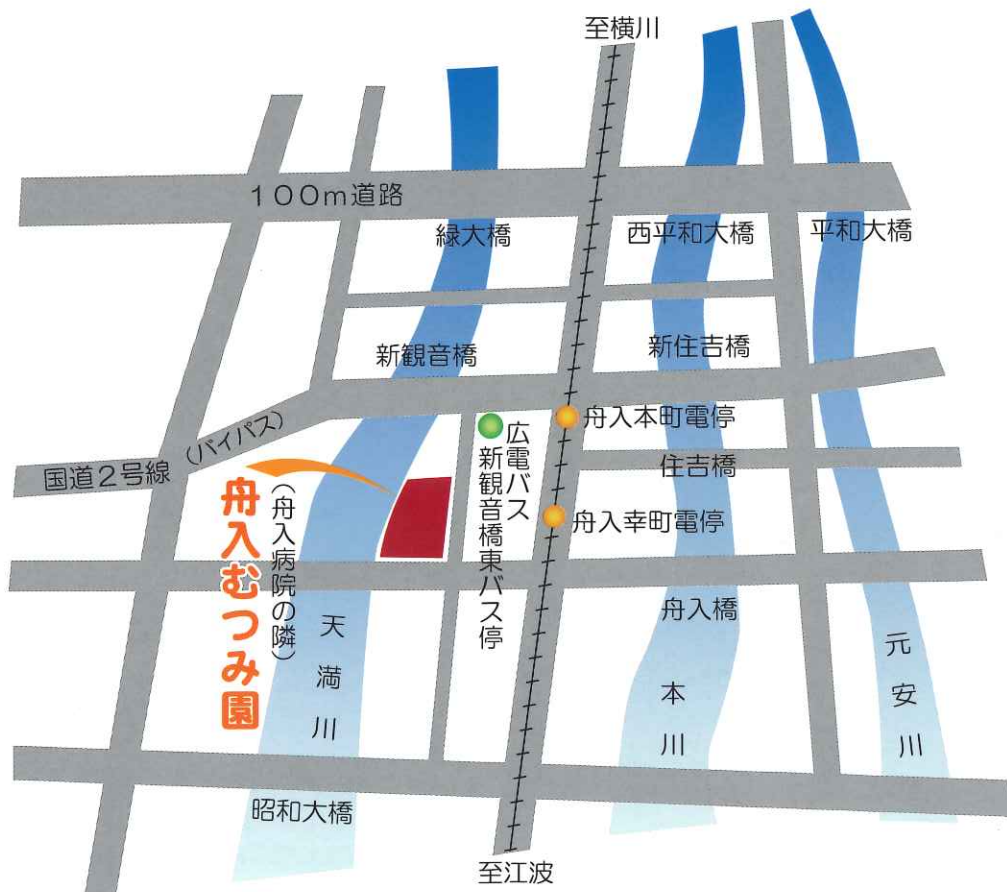 至横川
100m道路
緑大橋
西平和大橋
平和大橋
新観音橋
新住吉橋
国道2号線(バイパス)
舟入本町電停
住吉橋
広電バス
新観音橋東バス停
舟入幸町電停
舟入むつみ園
(舟入病院の隣)
舟入橋
天満川
本川
元安川
昭和大橋
至江波